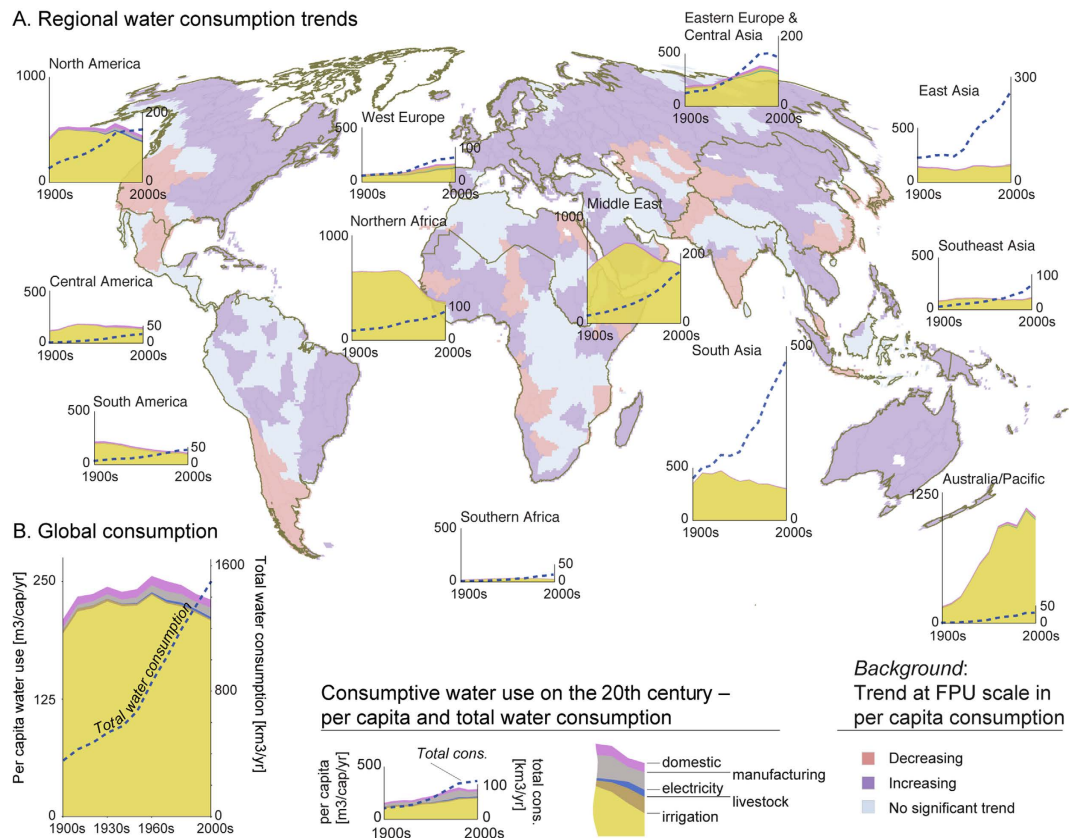 A. Regional water consumption trends
North America
1000
0
200
0
1900s
2000s
West Europe
500
0
100
0
1900s
2000s
Eastern Europe &
Central Asia
500
0
200
0
1900s
2000s
East Asia
500
0
300
0
1900s
2000s
Northern Africa
1000
0
100
0
1900s
2000s
Middle East
1000
0
200
0
1900s
2000s
Southeast Asia
500
0
100
0
1900s
2000s
Central America
500
0
50
0
1900s
2000s
South America
500
0
50
0
1900s
2000s
South Asia
500
0
500
0
1900s
2000s
Southern Africa
500
0
50
0
1900s
2000s
Australia/Pacific
1250
0
50
0
1900s
2000s
B. Global consumption
Per capita water use [m3/cap/yr]
250
125
0
Total water consumption
1600
800
0
Total water consumption [km3/yr]
1900s
1930s
1960s
2000s
Consumptive water use on the 20th century –
per capita and total water consumption
per capita
[m3/cap/yr]
500
0
Total cons.
100
0
total cons.
[km3/yr]
1900s
2000s
domestic
manufacturing
electricity
livestock
irrigation
Background:
Trend at FPU scale in
per capita consumption
Decreasing
Increasing
No significant trend